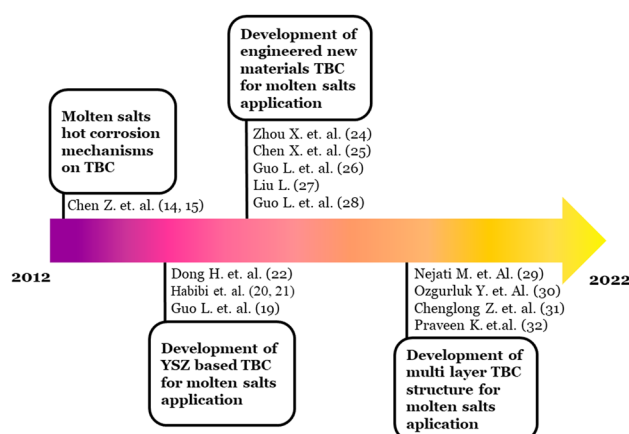 Development of
engineered new
materials TBC
for molten salts
application
Molten salts
hot corrosion
mechanisms
on TBC
Zhou X. et. al. (24)
Chen X. et. al. (25)
Guo L. et. al. (26)
Liu L. (27)
Guo L. et. al. (28)
Chen Z. et. al. (14, 15)
2012
2022
Dong H. et. al. (22)
Habibi et. al. (20, 21)
Guo L. et. al. (19)
Nejati M. et. Al. (29)
Ozgurluk Y. et. Al. (30)
Chenglong Z. et. al. (31)
Praveen K. et.al. (32)
Development of
YSZ based TBC
for molten salts
application
Development of
multi layer TBC
structure for
molten salts
aplication